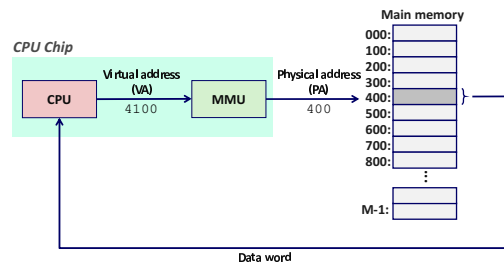 Main memory
CPU Chip
000:
100:
200:
300:
400:
500:
600:
700:
800:
M-1:
Virtual address
(VA)
4100
Physical address
(PA)
400
CPU
MMU
Data word